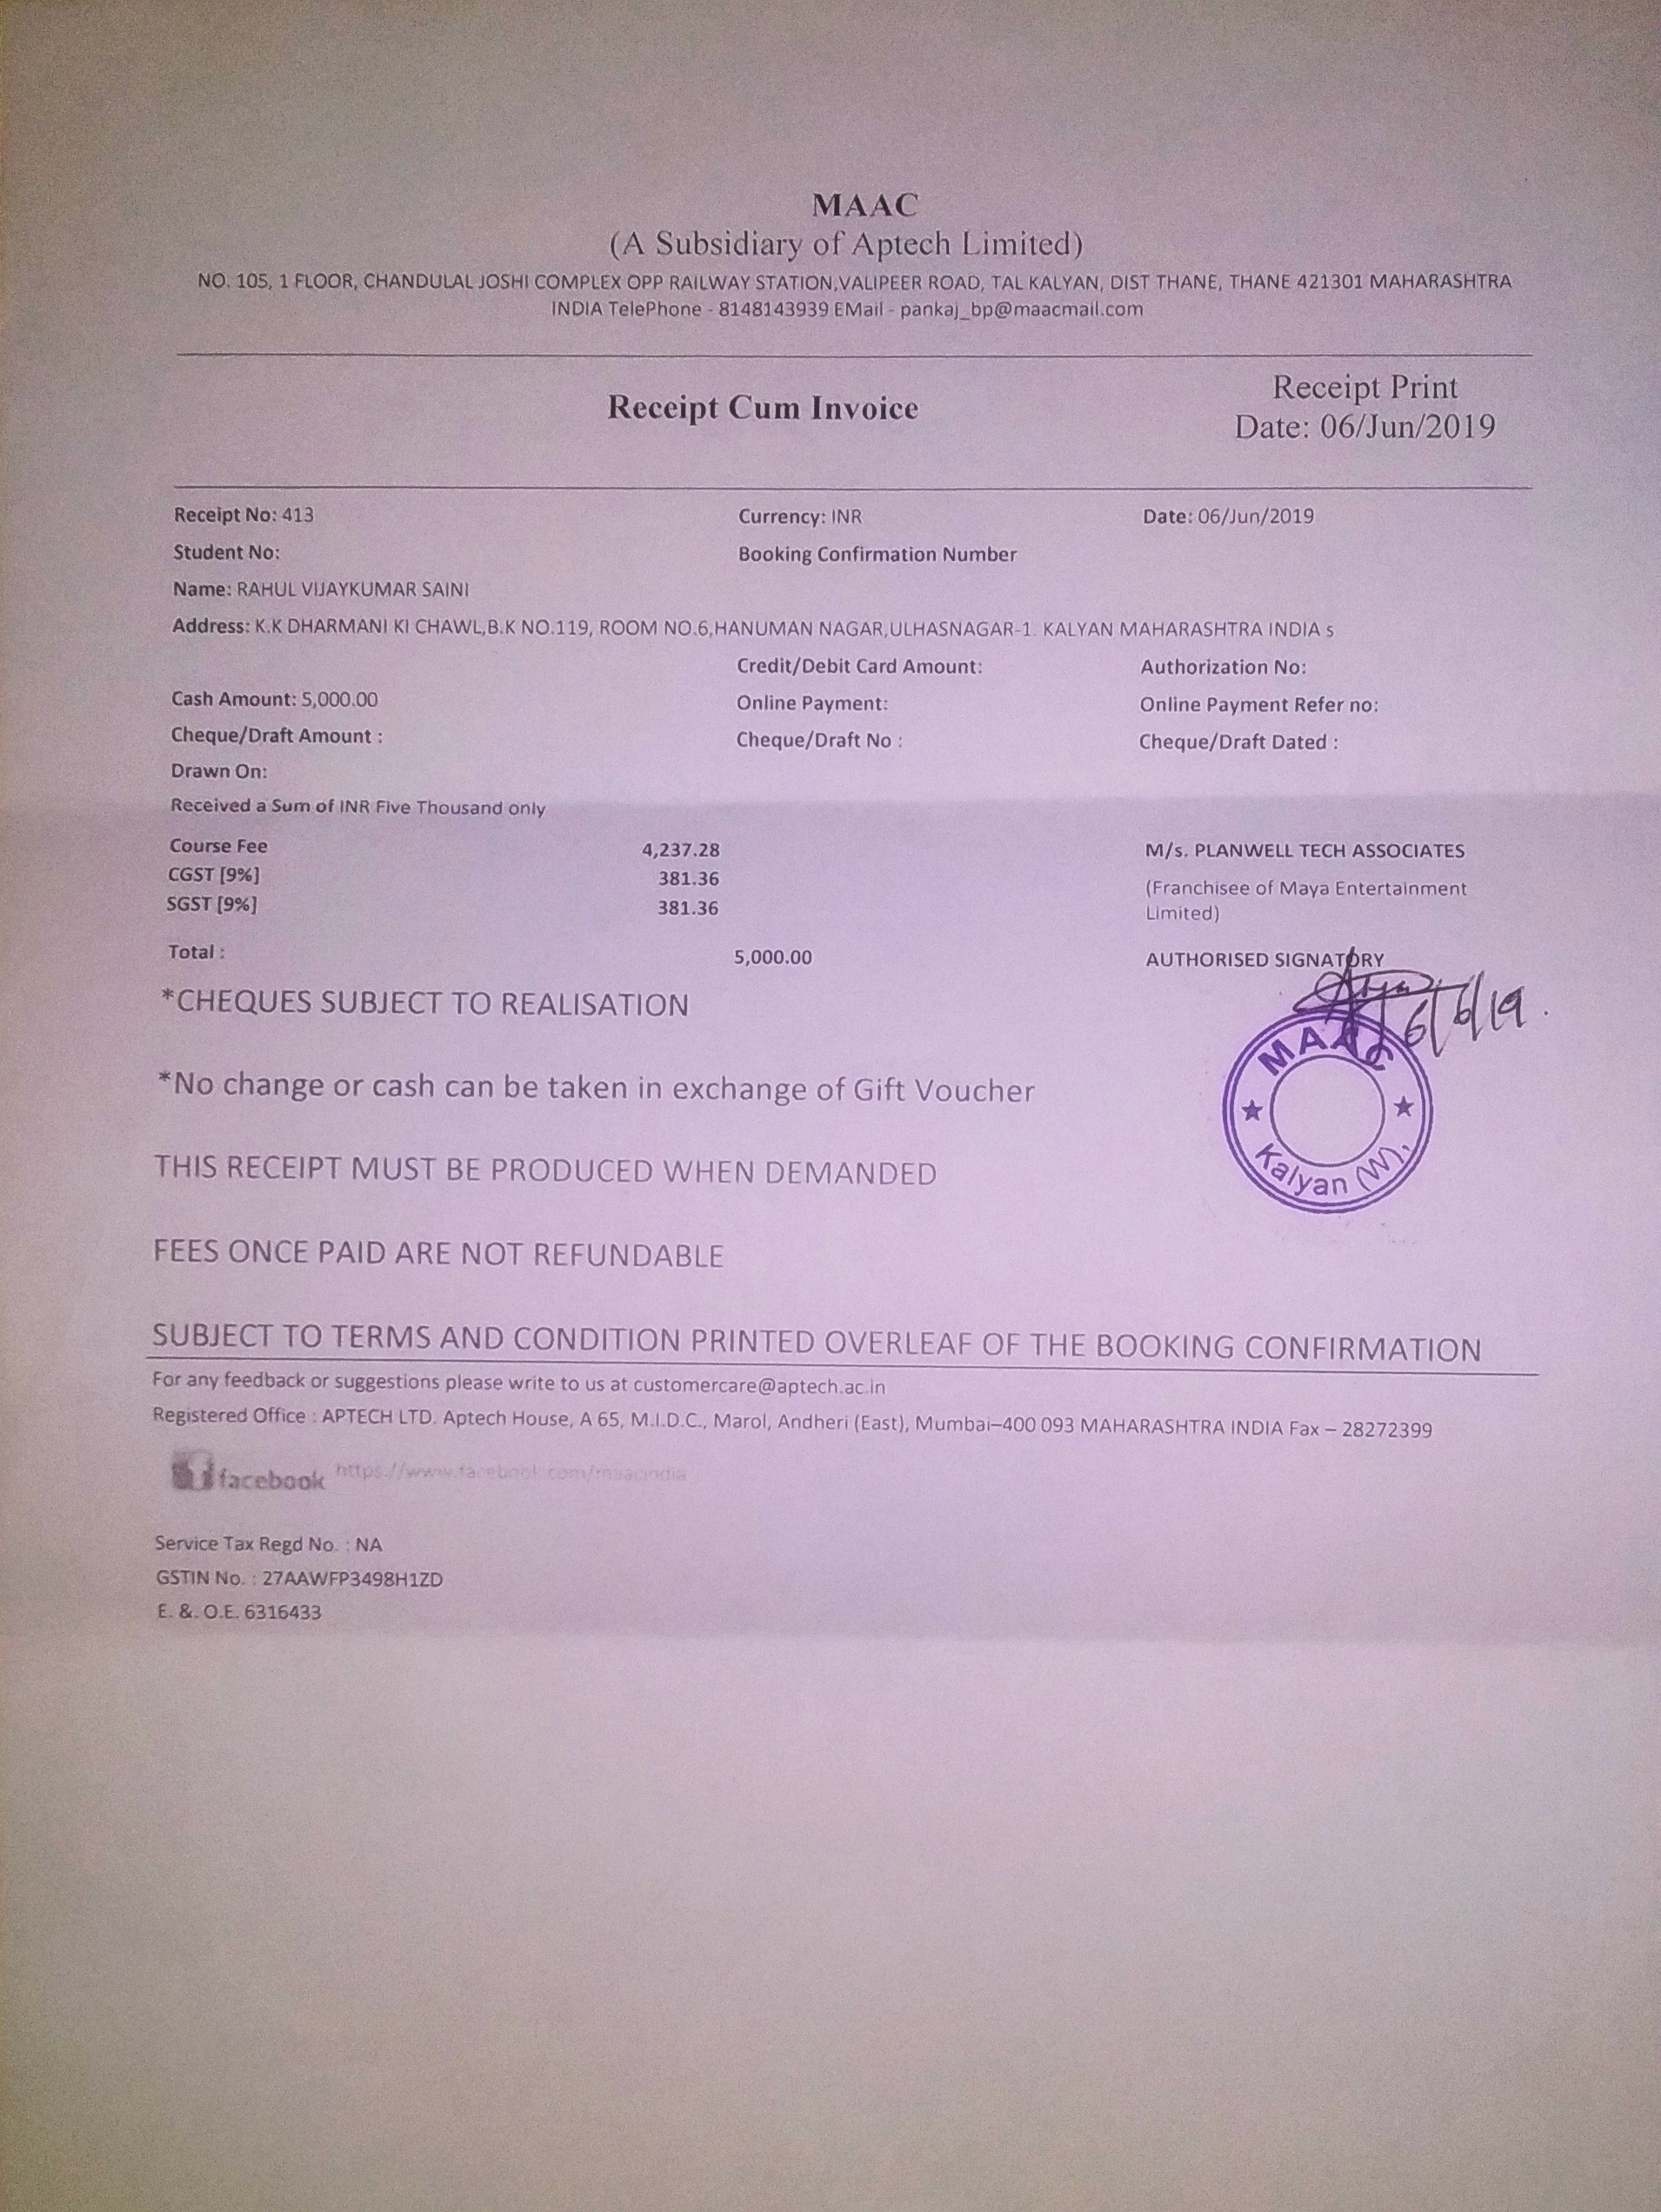 MAAC
(A Subsidiary of Aptech Limited)
NO. 105, 1 FLOOR, CHANDULAL JOSHI COMPLEX OPP RAILWAY STATION,VALIPEER ROAD, TAL KALYAN, DIST THANE, THANE 421301 MAHARASHTRA
INDIA TelePhone - 8148143939 EMail - pankaj_bp@maacmail.com
Receipt Cum Invoice
Receipt Print
Date: 06/Jun/2019
Receipt No: 413 Currency: INR Date: 06/Jun/2019
Student No: Booking Confirmation Number
Name: RAHUL VIJAYKUMAR SAINI
Address: K.K DHARMANI KI CHAWL,B.K NO.119, ROOM NO.6,HANUMAN NAGAR,ULHASNAGAR-1. KALYAN MAHARASHTRA INDIA s
Credit/Debit Card Amount: Authorization No:
Cash Amount: 5,000.00 Online Payment: Online Payment Refer no:
Cheque/Draft Amount : Cheque/Draft No : Cheque/Draft Dated :
Drawn On:
Received a Sum of INR Five Thousand only
Course Fee 4,237.28 M/s. PLANWELL TECH ASSOCIATES
CGST [9%] 381.36 (Franchisee of Maya Entertainment
SGST [9%] 381.36 Limited)
Total : 5,000.00 AUTHORISED SIGNATORY
6/6/19.
*CHEQUES SUBJECT TO REALISATION
MAAC
Kalyan (W).
*No change or cash can be taken in exchange of Gift Voucher
THIS RECEIPT MUST BE PRODUCED WHEN DEMANDED
FEES ONCE PAID ARE NOT REFUNDABLE
SUBJECT TO TERMS AND CONDITION PRINTED OVERLEAF OF THE BOOKING CONFIRMATION
For any feedback or suggestions please write to us at customercare@aptech.ac.in
Registered Office : APTECH LTD. Aptech House, A 65, M.I.D.C., Marol, Andheri (East), Mumbai–400 093 MAHARASHTRA INDIA Fax – 28272399
facebook https://www.facebook.com/maacindia
Service Tax Regd No. : NA
GSTIN No. : 27AAWFP3498H1ZD
E. &. O.E. 6316433